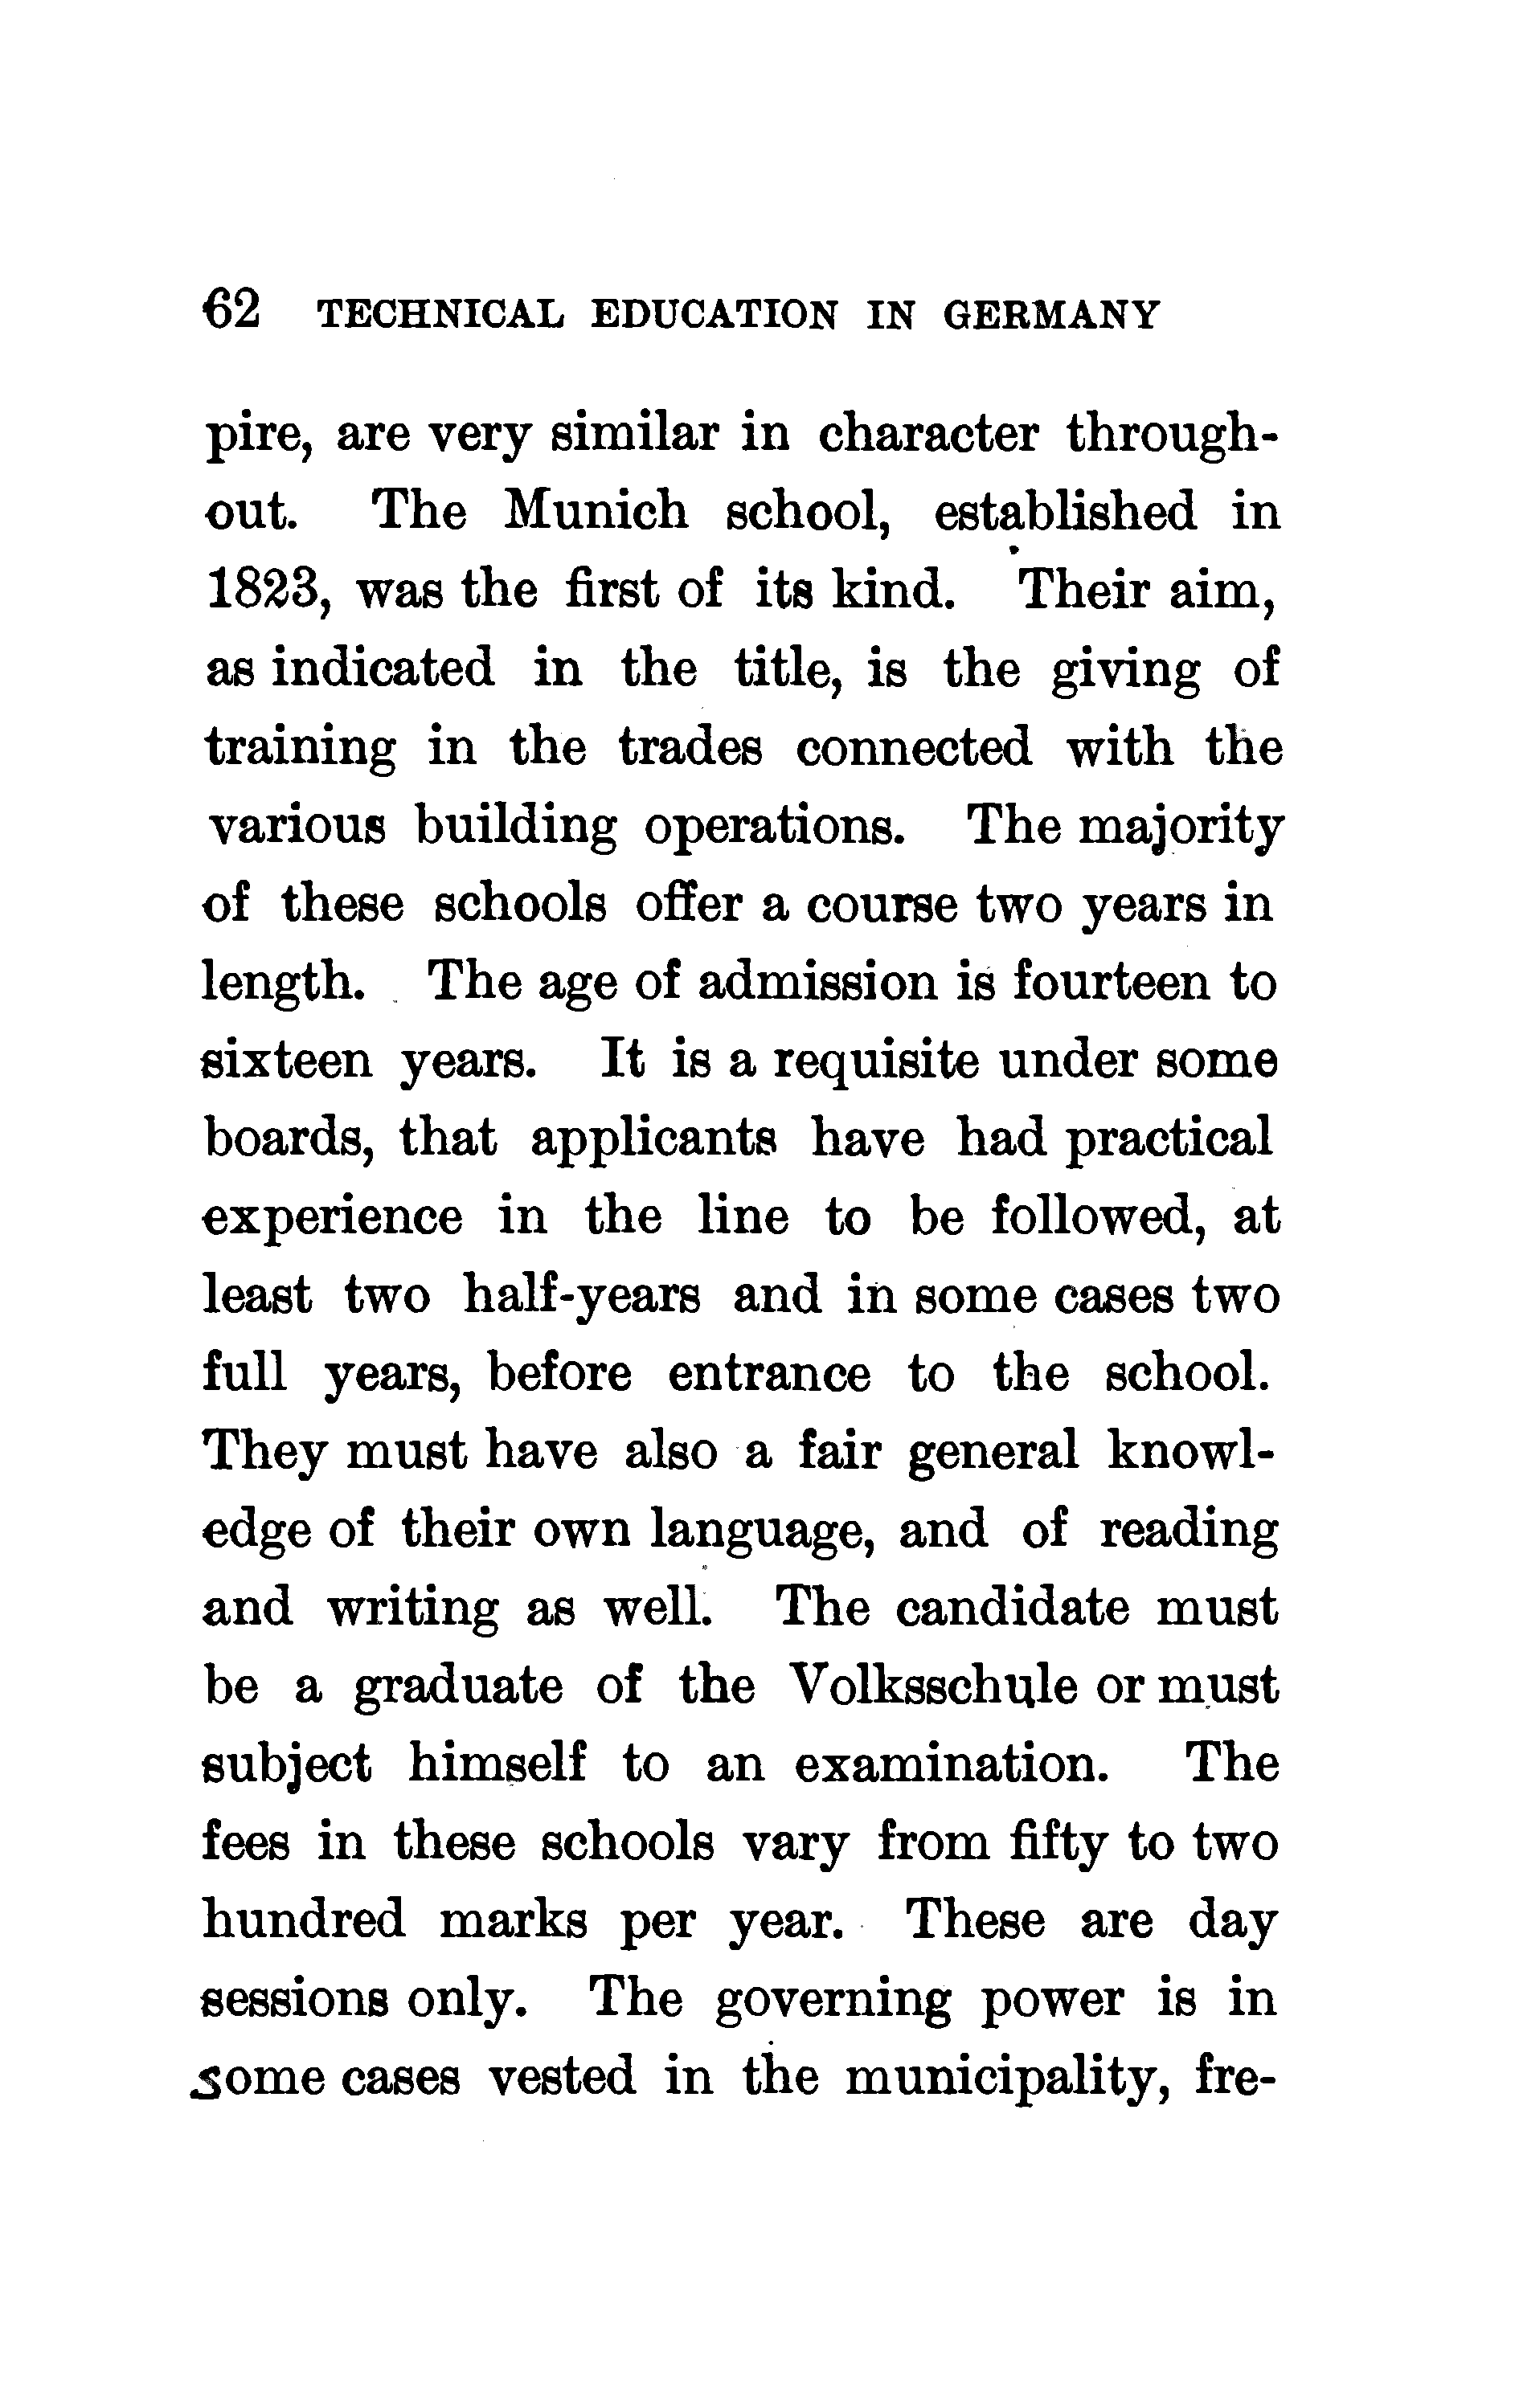 62 TECHNICAL EDUCATION IN GERMANY
pire, are very similar in character through-
out. The Munich school, established in
1823, was the first of its kind. Their aim,
as indicated in the title, is the giving of
training in the trades connected with the
various building operations. The majority
of these schools offer a course two years in
length. The age of admission is fourteen to
sixteen years. It is a requisite under some
boards, that applicants have had practical
experience in the line to be followed, at
least two half-years and in some cases two
full years, before entrance to the school.
They must have also a fair general knowl-
edge of their own language, and of reading
and writing as well. The candidate must
be a graduate of the Volksschule or must
subject himself to an examination. The
fees in these schools vary from fifty to two
hundred marks per year. These are day
sessions only. The governing power is in
some cases vested in the municipality, fre-